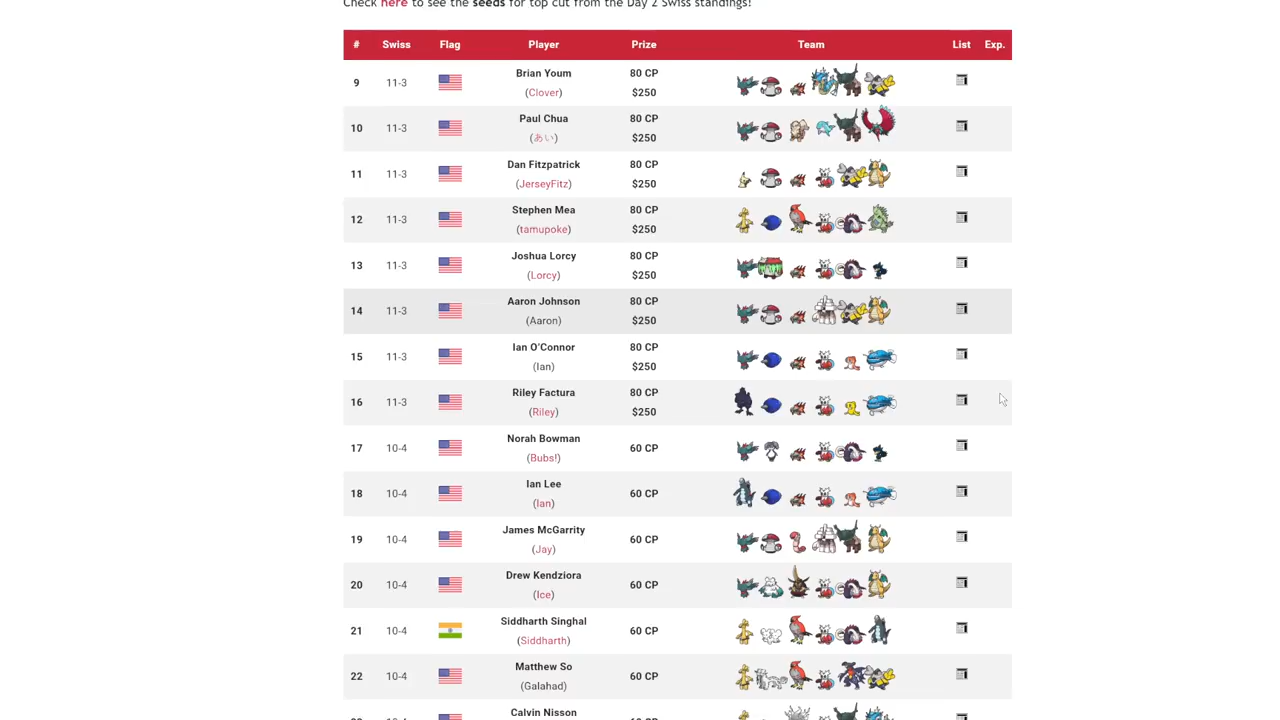 Check here to see the seeds for top cut from the Day 2 Swiss standings!
# Swiss Flag Player Prize Team List Exp.
9 11-3 Brian Youm (Clover) 80 CP $250
10 11-3 Paul Chua (あい) 80 CP $250
11 11-3 Dan Fitzpatrick (JerseyFitz) 80 CP $250
12 11-3 Stephen Mea (tamupoke) 80 CP $250
13 11-3 Joshua Lorcy (Lorcy) 80 CP $250
14 11-3 Aaron Johnson (Aaron) 80 CP $250
15 11-3 Ian O'Connor (Ian) 80 CP $250
16 11-3 Riley Factura (Riley) 80 CP $250
17 10-4 Norah Bowman (Bubs!) 60 CP
18 10-4 Ian Lee (Ian) 60 CP
19 10-4 James McGarrity (Jay) 60 CP
20 10-4 Drew Kendziora (Ice) 60 CP
21 10-4 Siddharth Singhal (Siddharth) 60 CP
22 10-4 Matthew So (Galahad) 60 CP
Calvin Nisson